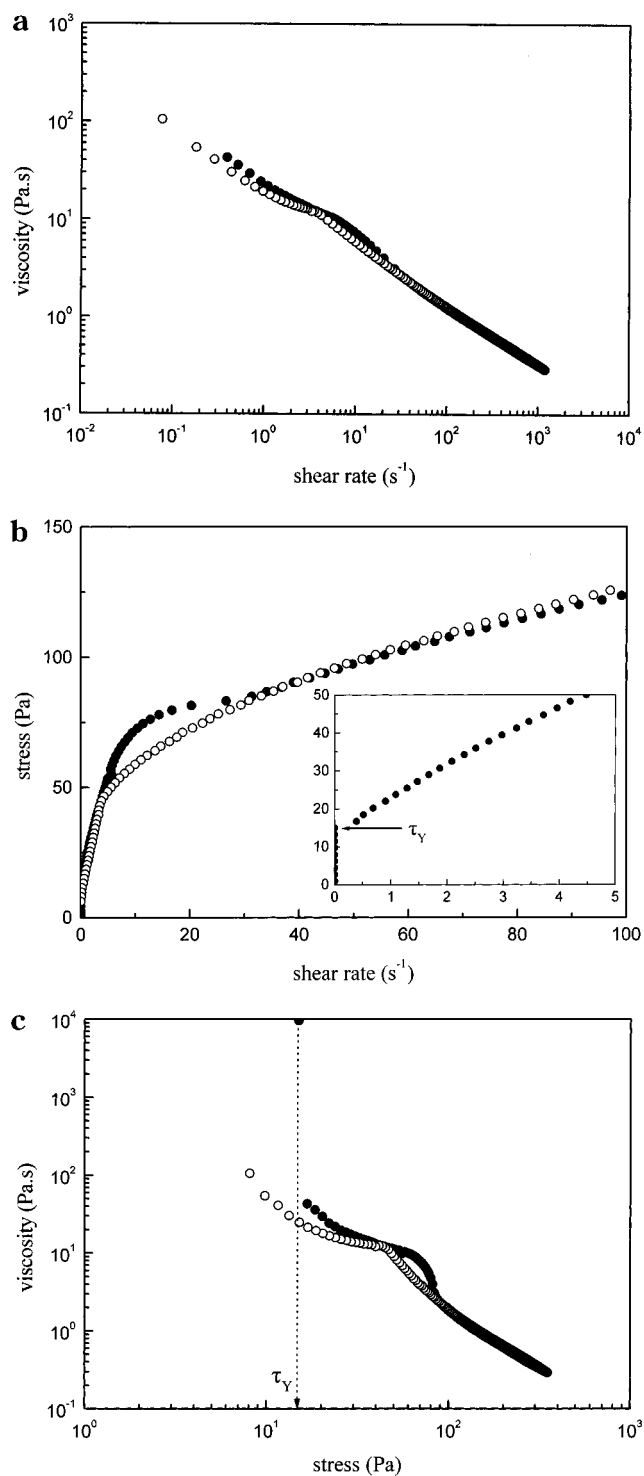 a
10³
10²
10¹
10⁰
10⁻¹
viscosity (Pa.s)
10⁻² 10⁻¹ 10⁰ 10¹ 10² 10³ 10⁴
shear rate (s⁻¹)
b
150
100
50
0
stress (Pa)
50
40
30
20
10
0
τY
0 1 2 3 4 5
0 20 40 60 80 100
shear rate (s⁻¹)
c
10⁴
10³
10²
10¹
10⁰
10⁻¹
viscosity (Pa.s)
τY
10⁰ 10¹ 10² 10³
stress (Pa)